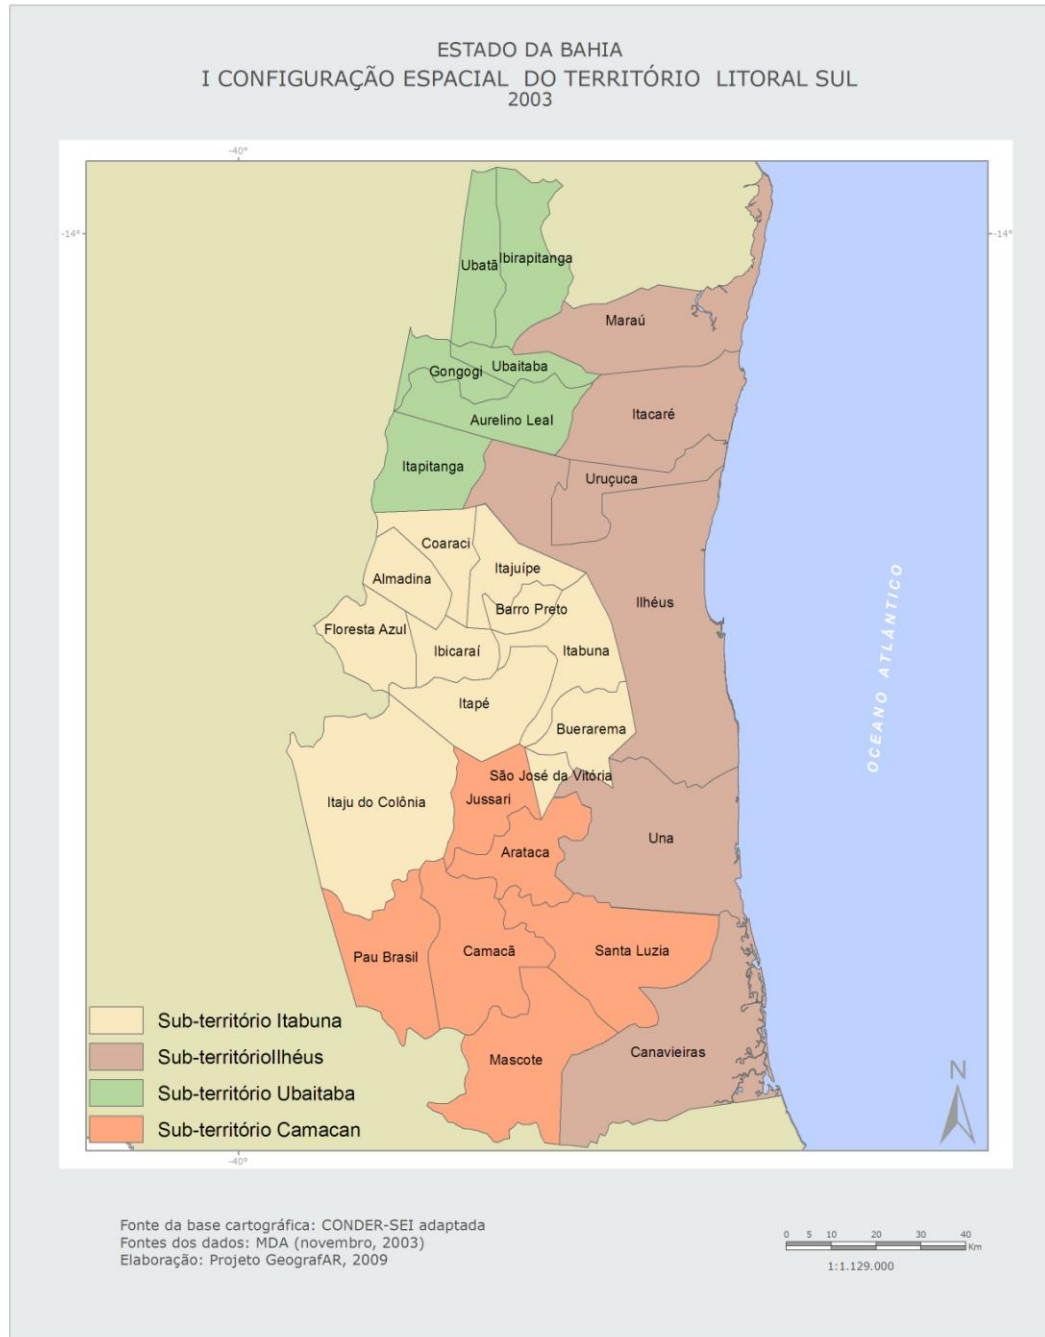 ESTADO DA BAHIA
I CONFIGURAÇÃO ESPACIAL DO TERRITÓRIO LITORAL SUL
2003
-40°
-14°
-14°
Ibirapitanga
Ubatã
Maraú
Ubaitaba
Gongogi
Itacaré
Aurelino Leal
Itapitanga
Uruçuca
Coaraci
Itajuípe
Almadina
Ilhéus
Barro Preto
Floresta Azul
Ibicaraí
Itabuna
OCEANO ATLÂNTICO
Itapé
Buerarema
São José da Vitória
Itaju do Colônia
Jussari
Una
Arataca
Pau Brasil
Camacã
Santa Luzia
Mascote
Canavieiras
Sub-território Itabuna
Sub-territórioIlhéus
Sub-território Ubaitaba
Sub-território Camacan
N
-40°
Fonte da base cartográfica: CONDER-SEI adaptada
Fontes dos dados: MDA (novembro, 2003)
Elaboração: Projeto GeografAR, 2009
0 5 10 20 30 40
Km
1:1.129.000